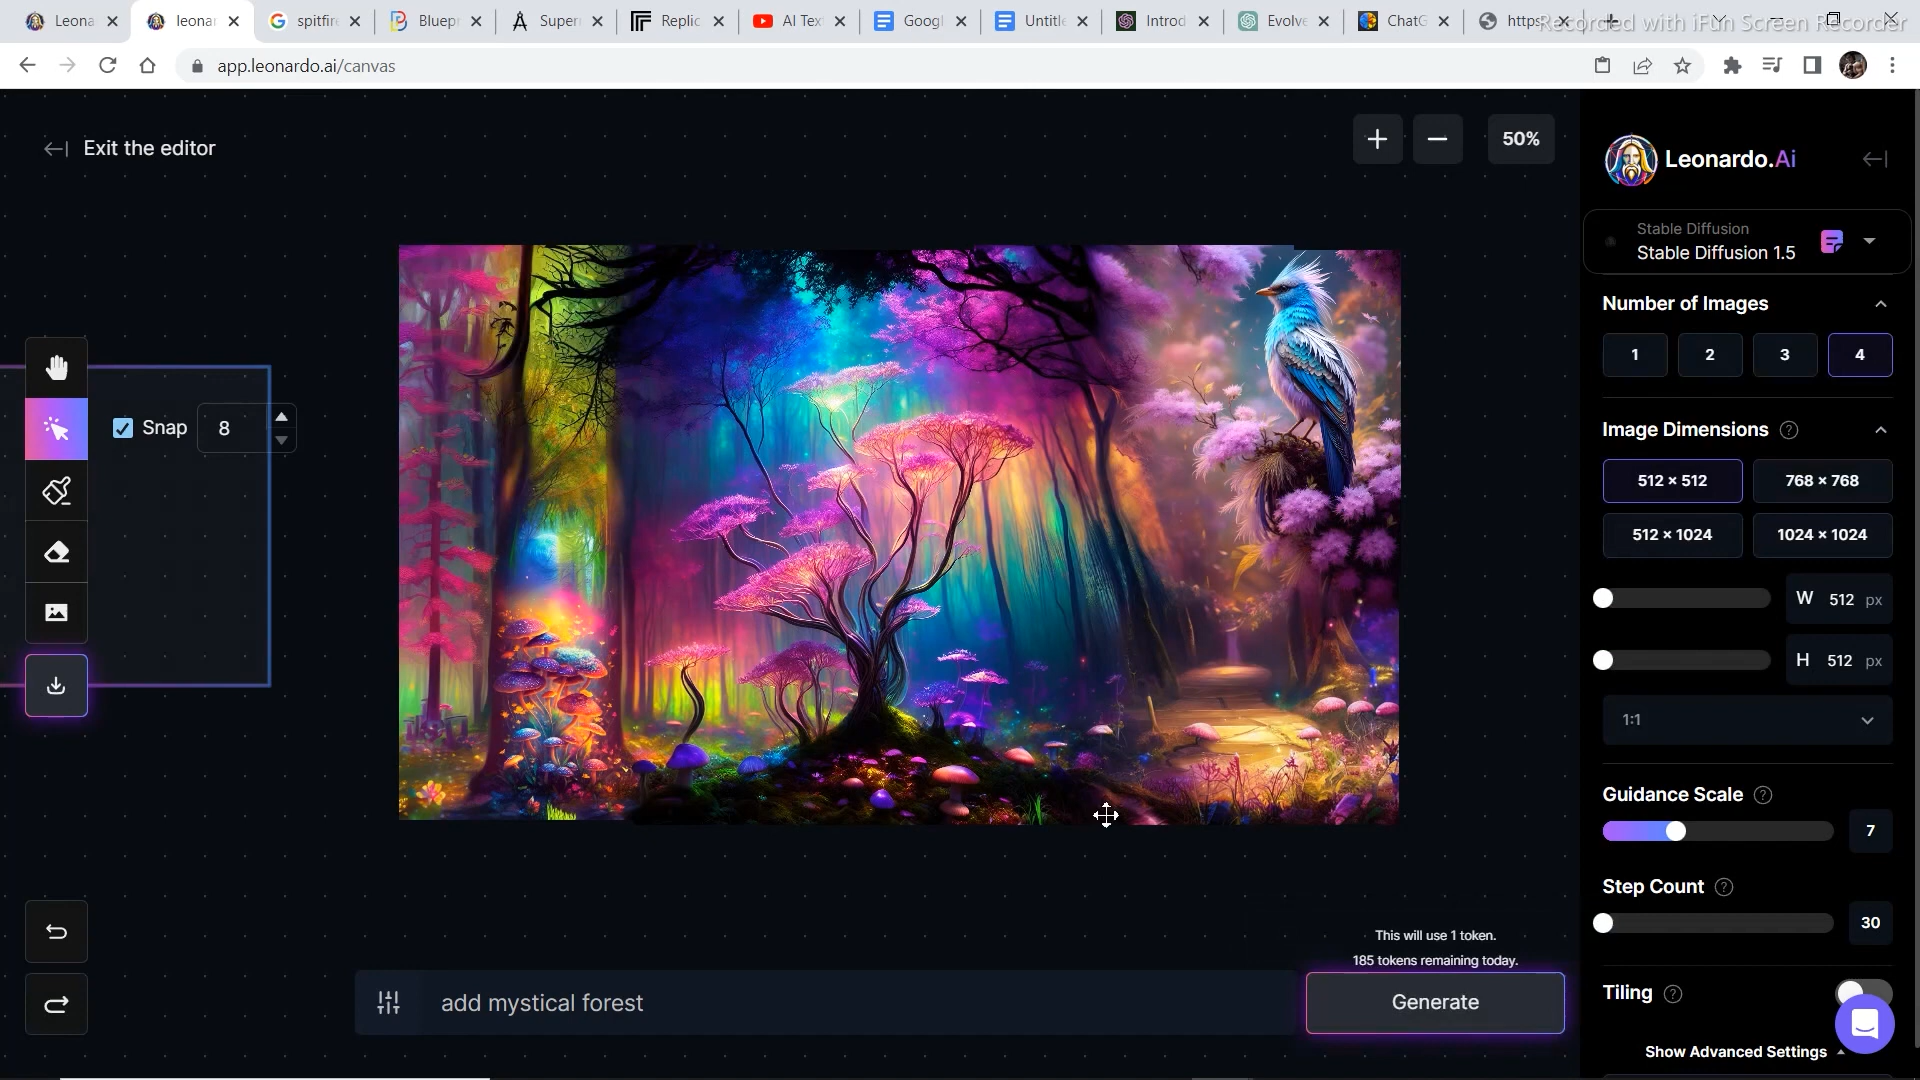 Leona
leonar
spitfire
Bluepr
Super
Replic
AI Tex
Googl
Untitle
Introd
Evolve
ChatG
https
Recorded with iFun Screen Recorder
app.leonardo.ai/canvas
Exit the editor
50%
Leonardo.Ai
Stable Diffusion
Stable Diffusion 1.5
Number of Images
1 2 3 4
Snap 8
Image Dimensions
512 × 512 768 × 768
512 × 1024 1024 × 1024
W 512 px
H 512 px
1:1
Guidance Scale
7
Step Count
30
This will use 1 token.
185 tokens remaining today.
add mystical forest
Generate
Tiling
Show Advanced Settings